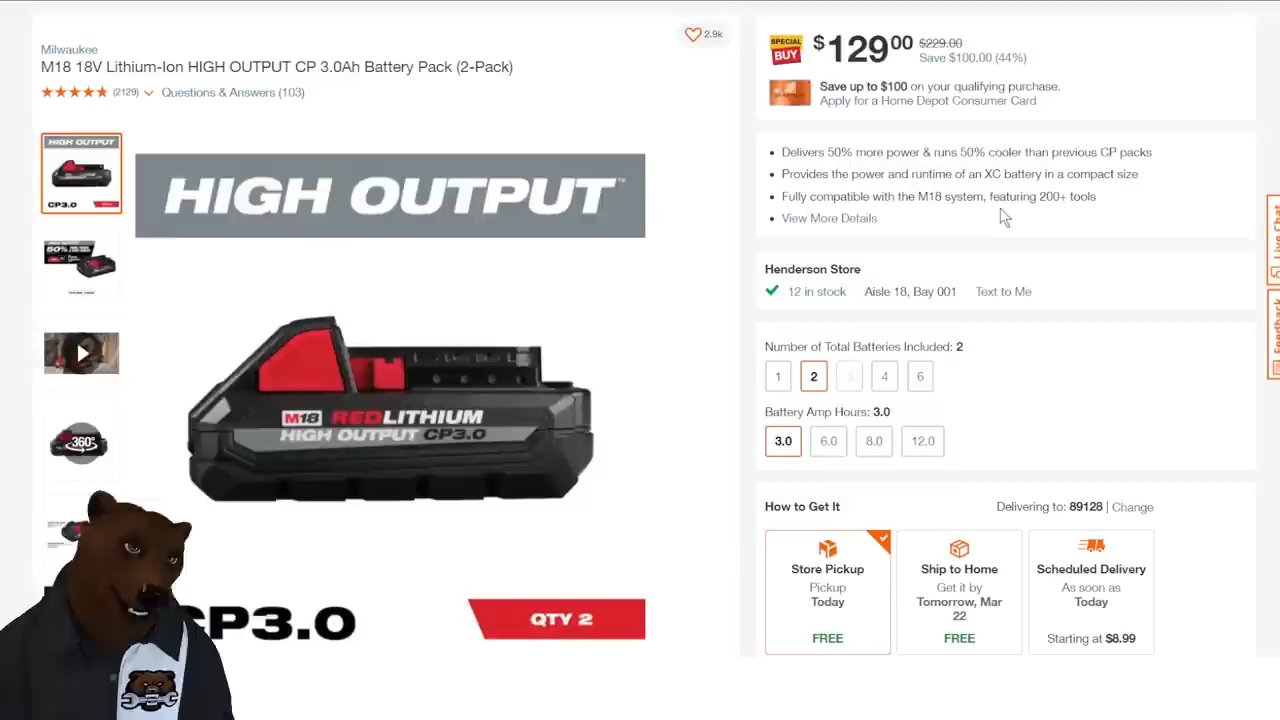 Milwaukee
M18 18V Lithium-Ion HIGH OUTPUT CP 3.0Ah Battery Pack (2-Pack)
(2129)
Questions & Answers (103)
2.9k
HIGH OUTPUT
CP3.0
HIGH OUTPUT™
50%
360°
M18 REDLITHIUM
HIGH OUTPUT CP3.0
CP3.0
QTY 2
SPECIAL BUY
$129.00 $229.00
Save $100.00 (44%)
Save up to $100 on your qualifying purchase.
Apply for a Home Depot Consumer Card
• Delivers 50% more power & runs 50% cooler than previous CP packs
• Provides the power and runtime of an XC battery in a compact size
• Fully compatible with the M18 system, featuring 200+ tools
• View More Details
Henderson Store
12 in stock Aisle 18, Bay 001 Text to Me
Number of Total Batteries Included: 2
1 2 3 4 6
Battery Amp Hours: 3.0
3.0 6.0 8.0 12.0
How to Get It
Delivering to: 89128 | Change
Store Pickup
Pickup
Today
FREE
Ship to Home
Get it by
Tomorrow, Mar
22
FREE
Scheduled Delivery
As soon as
Today
Starting at $8.99
Live Chat
Feedback